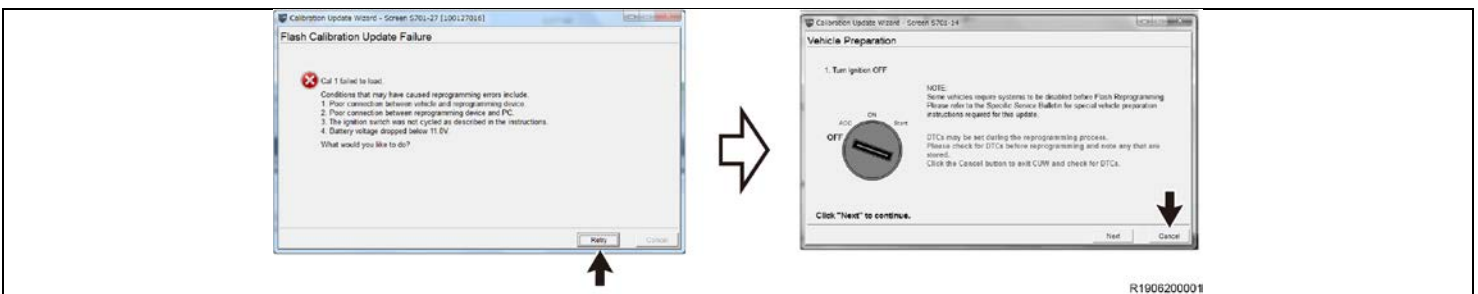 Calibration Update Wizard - Screen S701-27 [100127016]
Flash Calibration Update Failure
Cal 1 failed to load.
Conditions that may have caused reprogramming errors include.
1. Poor connection between vehicle and reprogramming device.
2. Poor connection between reprogramming device and PC.
3. The ignition switch was not cycled as described in the instructions.
4. Battery voltage dropped below 11.0V.
What would you like to do?
Retry
Cancel
Calibration Update Wizard - Screen S701-14
Vehicle Preparation
1. Turn ignition OFF
NOTE:
Some vehicles require systems to be disabled before Flash Reprogramming.
Please refer to the Specific Service Bulletin for special vehicle preparation
instructions required for this update.
ON
ACC
Start
OFF
DTCs may be set during the reprogramming process.
Please check for DTCs before reprogramming and note any that are
stored.
Click the Cancel button to exit CUW and check for DTCs.
Click "Next" to continue.
Next
Cancel
R1906200001